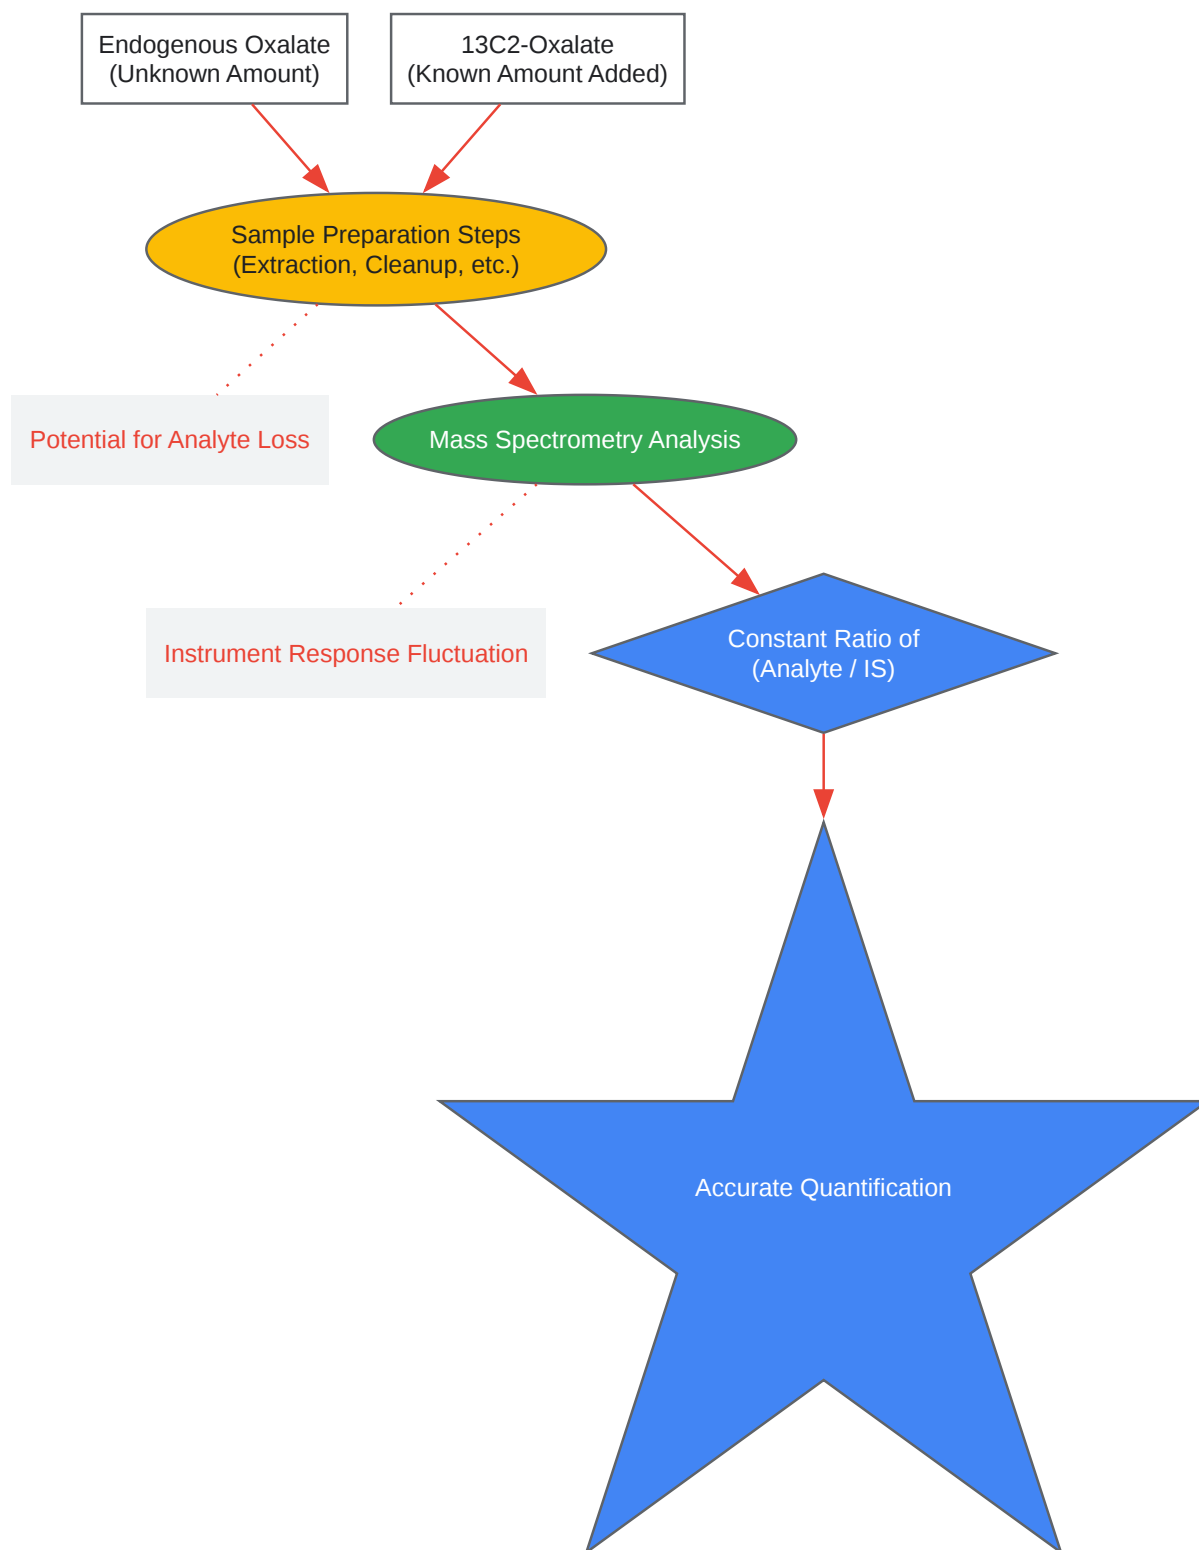 Endogenous Oxalate
(Unknown Amount)
13C2-Oxalate
(Known Amount Added)
Sample Preparation Steps
(Extraction, Cleanup, etc.)
Potential for Analyte Loss
Mass Spectrometry Analysis
Instrument Response Fluctuation
Constant Ratio of
(Analyte / IS)
Accurate Quantification